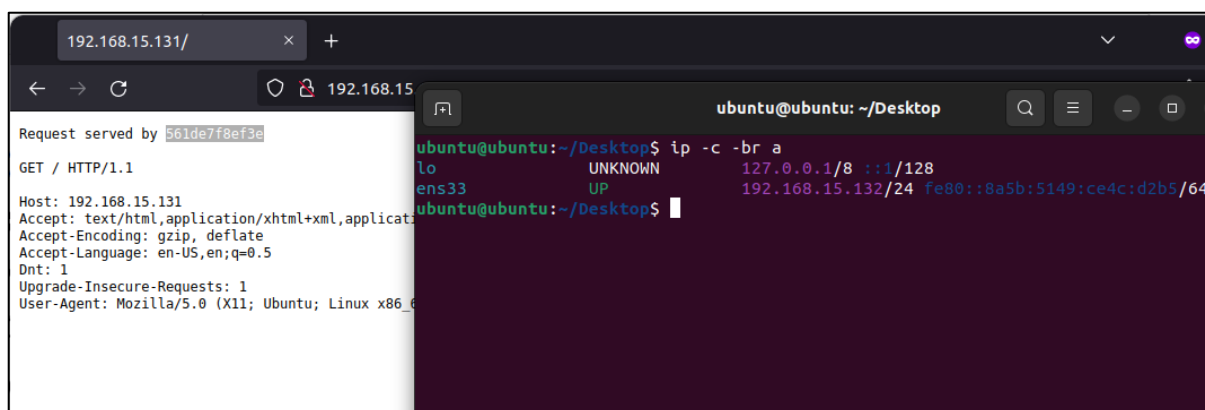 192.168.15.131/
192.168.15
Request served by 561de7f8ef3e
GET / HTTP/1.1
Host: 192.168.15.131
Accept: text/html,application/xhtml+xml,applicati
Accept-Encoding: gzip, deflate
Accept-Language: en-US,en;q=0.5
Dnt: 1
Upgrade-Insecure-Requests: 1
User-Agent: Mozilla/5.0 (X11; Ubuntu; Linux x86_6
ubuntu@ubuntu: ~/Desktop
ubuntu@ubuntu:~/Desktop$ ip -c -br a
lo UNKNOWN 127.0.0.1/8 ::1/128
ens33 UP 192.168.15.132/24 fe80::8a5b:5149:ce4c:d2b5/64
ubuntu@ubuntu:~/Desktop$